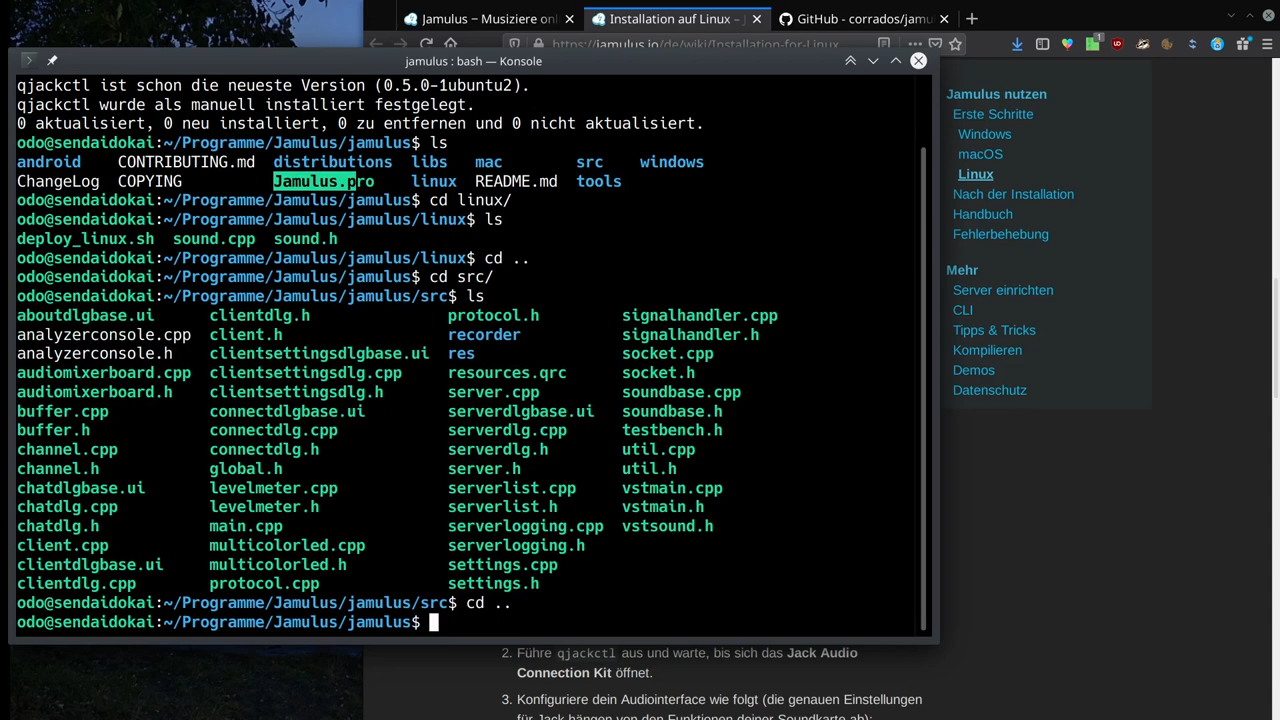 Jamulus – Musiziere onl
Installation auf Linux – J
GitHub - corrados/jamu
https://jamulus.io/de/wiki/Installation-for-Linux
jamulus : bash — Konsole
qjackctl ist schon die neueste Version (0.5.0-1ubuntu2).
qjackctl wurde als manuell installiert festgelegt.
0 aktualisiert, 0 neu installiert, 0 zu entfernen und 0 nicht aktualisiert.
odo@sendaidokai:~/Programme/Jamulus/jamulus$ ls
android CONTRIBUTING.md distributions libs mac src windows
ChangeLog COPYING Jamulus.pro linux README.md tools
odo@sendaidokai:~/Programme/Jamulus/jamulus$ cd linux/
odo@sendaidokai:~/Programme/Jamulus/jamulus/linux$ ls
deploy_linux.sh sound.cpp sound.h
odo@sendaidokai:~/Programme/Jamulus/jamulus/linux$ cd ..
odo@sendaidokai:~/Programme/Jamulus/jamulus$ cd src/
odo@sendaidokai:~/Programme/Jamulus/jamulus/src$ ls
aboutdlgbase.ui clientdlg.h protocol.h signalhandler.cpp
analyzerconsole.cpp client.h recorder signalhandler.h
analyzerconsole.h clientsettingsdlgbase.ui res socket.cpp
audiomixerboard.cpp clientsettingsdlg.cpp resources.qrc socket.h
audiomixerboard.h clientsettingsdlg.h server.cpp soundbase.cpp
buffer.cpp connectdlgbase.ui serverdlgbase.ui soundbase.h
buffer.h connectdlg.cpp serverdlg.cpp testbench.h
channel.cpp connectdlg.h serverdlg.h util.cpp
channel.h global.h server.h util.h
chatdlgbase.ui levelmeter.cpp serverlist.cpp vstmain.cpp
chatdlg.cpp levelmeter.h serverlist.h vstmain.h
chatdlg.h main.cpp serverlogging.cpp vstsound.h
client.cpp multicolorled.cpp serverlogging.h
clientdlgbase.ui multicolorled.h settings.cpp
clientdlg.cpp protocol.cpp settings.h
odo@sendaidokai:~/Programme/Jamulus/jamulus/src$ cd ..
odo@sendaidokai:~/Programme/Jamulus/jamulus$
Jamulus nutzen
Erste Schritte
Windows
macOS
Linux
Nach der Installation
Handbuch
Fehlerbehebung
Mehr
Server einrichten
CLI
Tipps & Tricks
Kompilieren
Demos
Datenschutz
2. Führe qjackctl aus und warte, bis sich das Jack Audio
Connection Kit öffnet.
3. Konfiguriere dein Audiointerface wie folgt (die genauen Einstellungen
für Jack hängen von den Funktionen deiner Soundkarte ab):